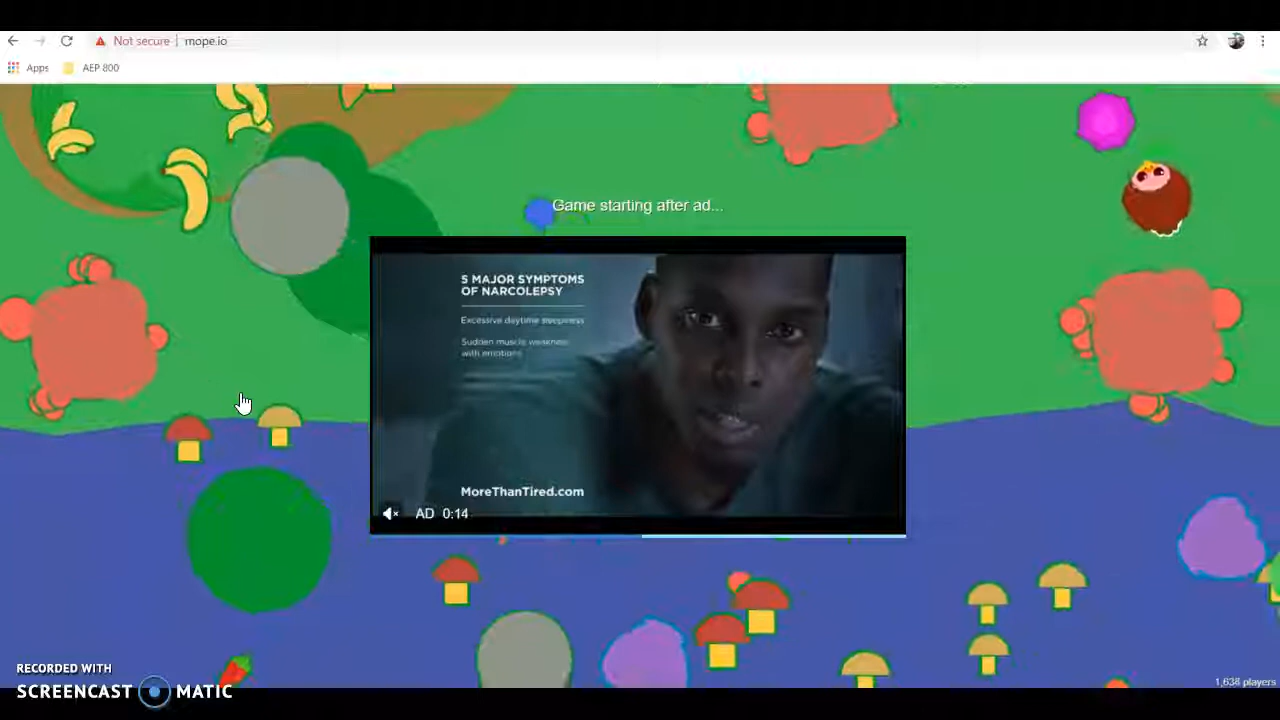 Not secure | mope.io
Apps AEP 800
Game starting after ad...
5 MAJOR SYMPTOMS
OF NARCOLEPSY
Excessive daytime sleepiness
Sudden muscle weakness
with emotions
MoreThanTired.com
AD 0:14
RECORDED WITH
SCREENCAST MATIC
1,638 players